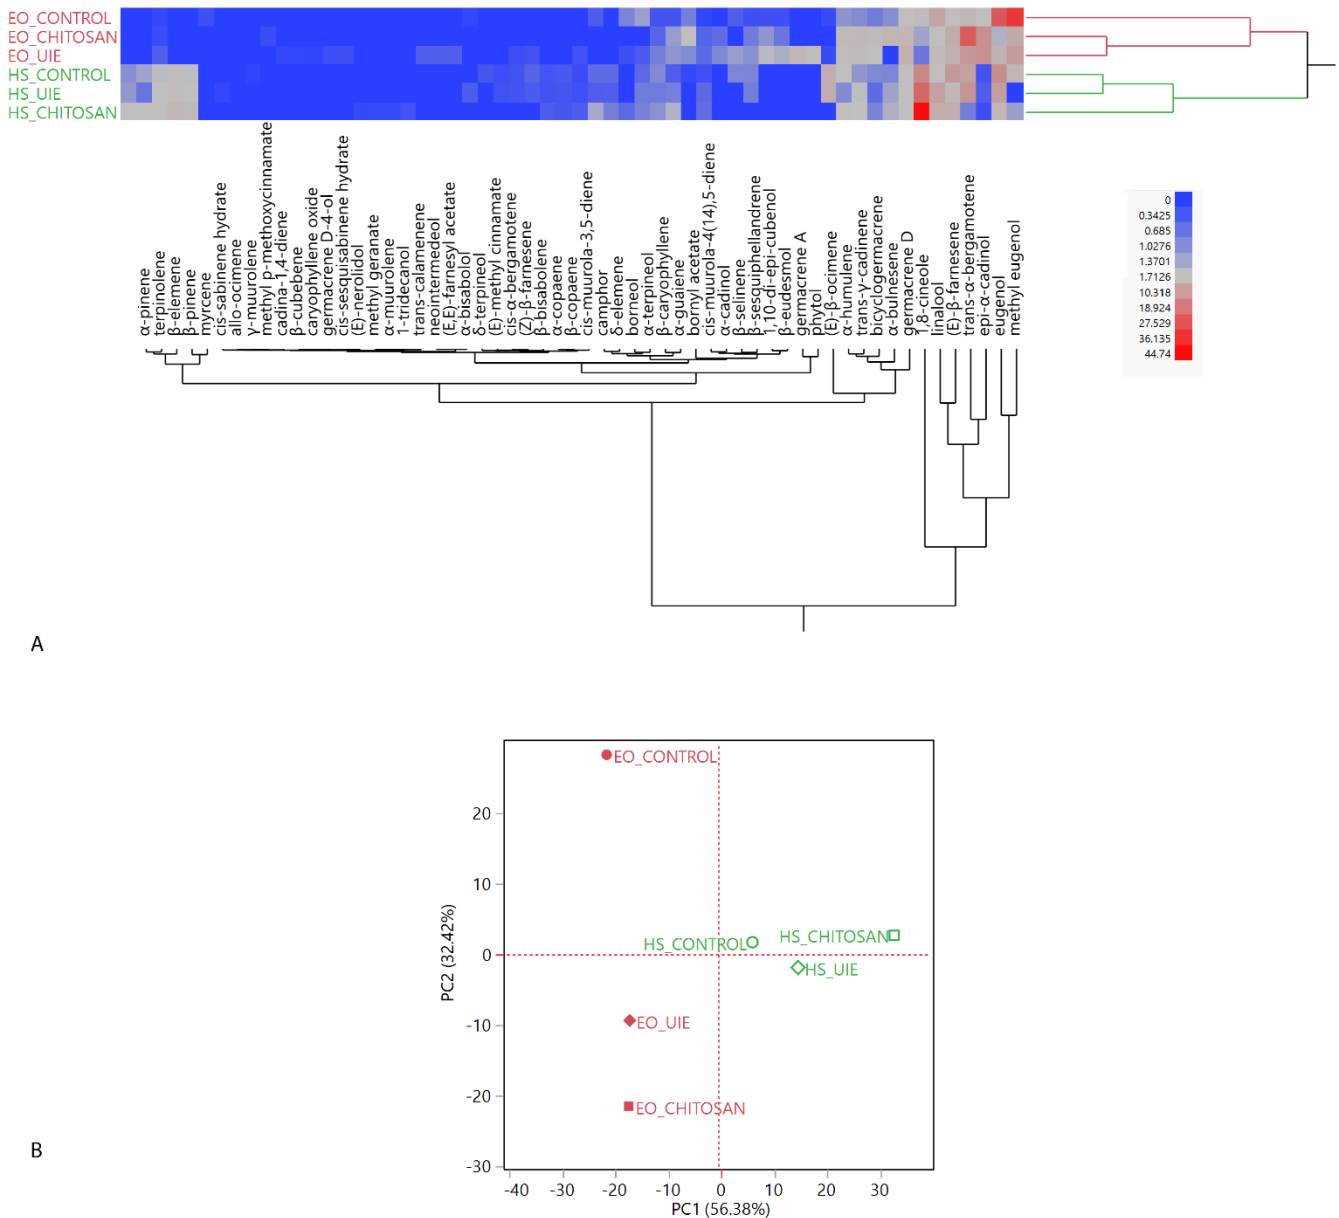 EO_CONTROL
EO_CHITOSAN
EO_UIE
HS_CONTROL
HS_UIE
HS_CHITOSAN
α-pinene
terpinolene
β-elemene
β-pinene
myrcene
cis-sabinene hydrate
allo-ocimene
γ-muurolene
methyl p-methoxycinnamate
cadina-1,4-diene
β-cubebene
caryophyllene oxide
germacrene D-4-ol
cis-sesquisabinene hydrate
(E)-nerolidol
methyl geranate
α-muurolene
1-tridecanol
trans-calamenene
neointermedeol
(E,E)-farnesyl acetate
α-bisabolol
δ-terpineol
(E)-methyl cinnamate
cis-α-bergamotene
(Z)-β-farnesene
β-bisabolene
α-copaene
β-copaene
cis-muurola-3,5-diene
camphor
δ-elemene
borneol
α-terpineol
β-caryophyllene
α-guaiene
bornyl acetate
cis-muurola-4(14),5-diene
α-cadinol
β-selinene
β-sesquiphellandrene
1,10-di-epi-cubenol
β-eudesmol
germacrene A
phytol
(E)-β-ocimene
α-humulene
trans-γ-cadinene
bicyclogermacrene
α-bulnesene
germacrene D
1,8-cineole
linalool
(E)-β-farnesene
trans-α-bergamotene
epi-α-cadinol
eugenol
methyl eugenol
0
0.3425
0.685
1.0276
1.3701
1.7126
10.318
18.924
27.529
36.135
44.74
A
EO_CONTROL
20
10
HS_CONTROL
HS_CHITOSAN
0
HS_UIE
PC2 (32.42%)
-10
EO_UIE
-20
EO_CHITOSAN
B
-30
-40 -30 -20 -10 0 10 20 30
PC1 (56.38%)